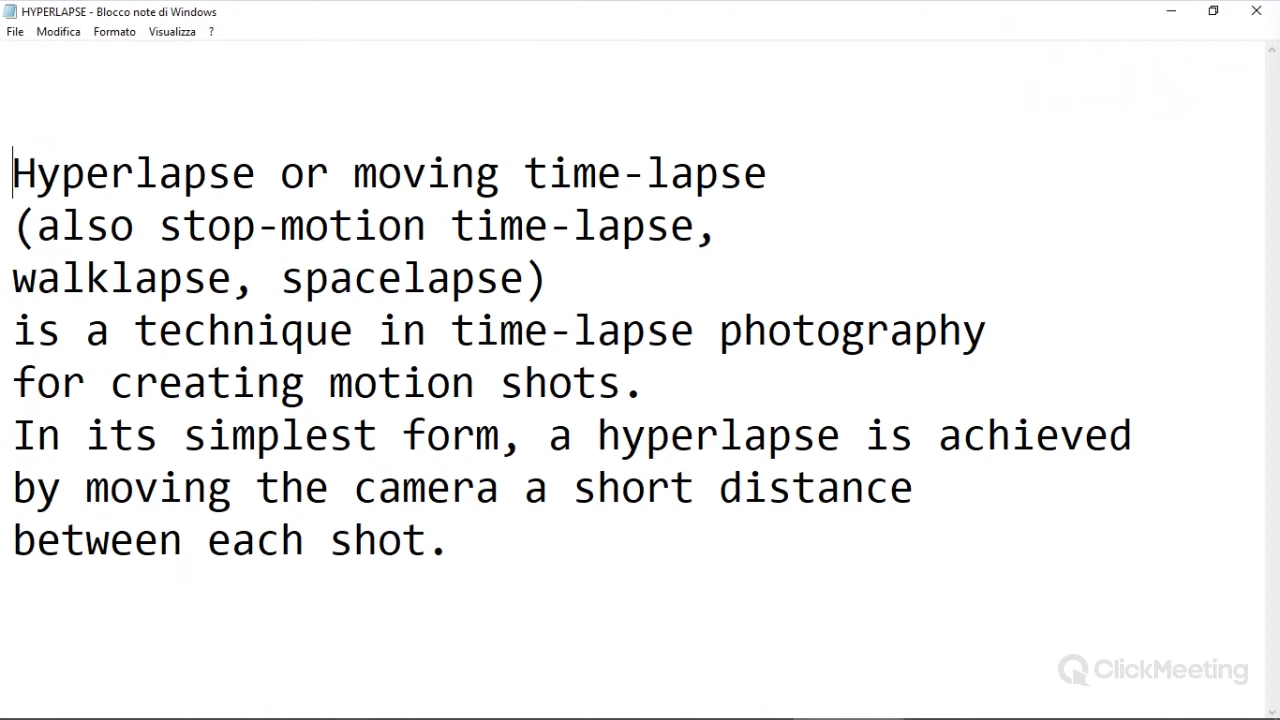 HYPERLAPSE - Blocco note di Windows
File Modifica Formato Visualizza ?
Hyperlapse or moving time-lapse
(also stop-motion time-lapse,
walklapse, spacelapse)
is a technique in time-lapse photography
for creating motion shots.
In its simplest form, a hyperlapse is achieved
by moving the camera a short distance
between each shot.
ClickMeeting